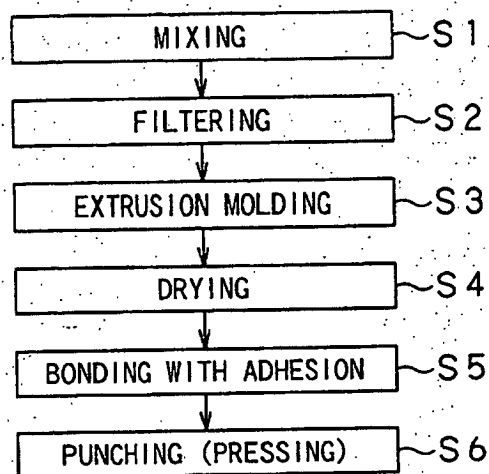 MIXING S1
FILTERING S2
EXTRUSION MOLDING S3
DRYING S4
BONDING WITH ADHESION S5
PUNCHING (PRESSING) S6